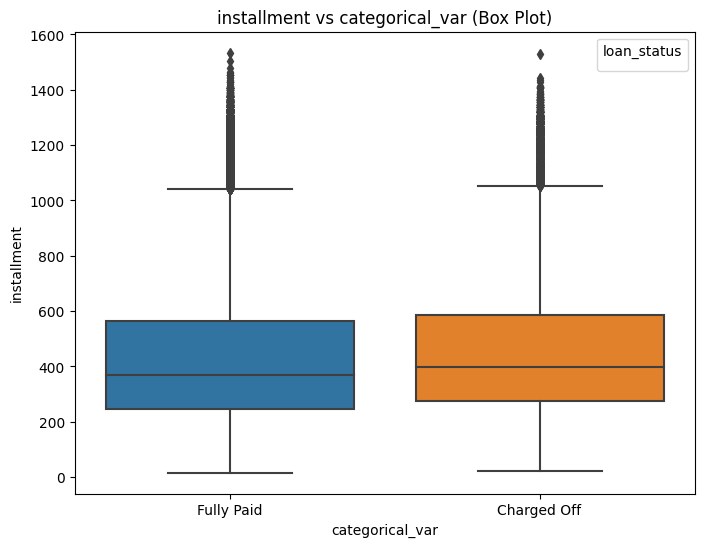 installment vs categorical_var (Box Plot)
loan_status
1600
1400
1200
1000
800
600
400
200
0
installment
Fully Paid
Charged Off
categorical_var